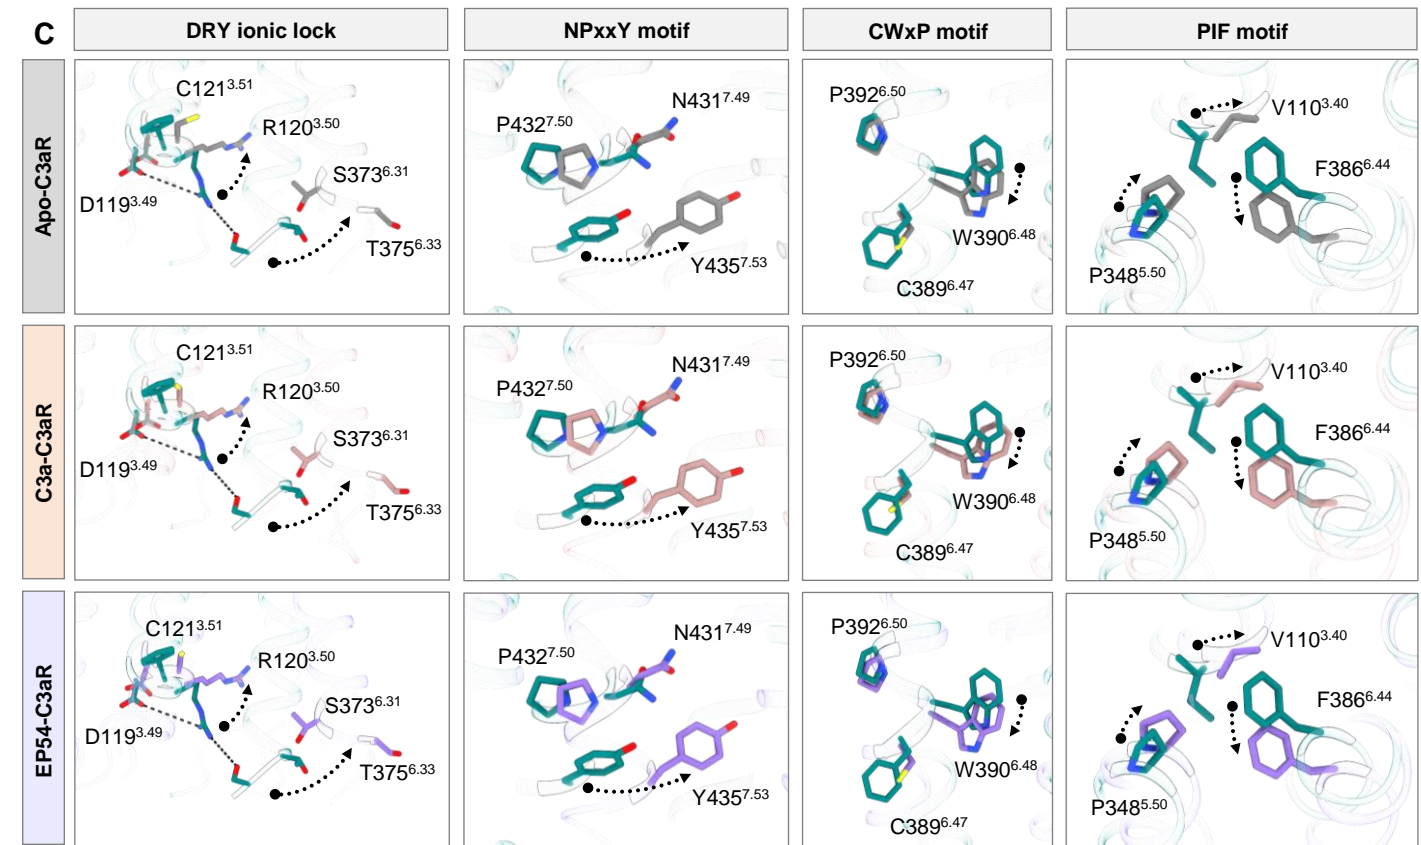 C
DRY ionic lock
NPxxY motif
CWxP motif
PIF motif
Apo-C3aR
C121^3.51
R120^3.50
S373^6.31
D119^3.49
T375^6.33
N431^7.49
P432^7.50
Y435^7.53
P392^6.50
W390^6.48
C389^6.47
V110^3.40
F386^6.44
P348^5.50
C3a-C3aR
C121^3.51
R120^3.50
S373^6.31
D119^3.49
T375^6.33
N431^7.49
P432^7.50
Y435^7.53
P392^6.50
W390^6.48
C389^6.47
V110^3.40
F386^6.44
P348^5.50
EP54-C3aR
C121^3.51
R120^3.50
S373^6.31
D119^3.49
T375^6.33
N431^7.49
P432^7.50
Y435^7.53
P392^6.50
W390^6.48
C389^6.47
V110^3.40
F386^6.44
P348^5.50